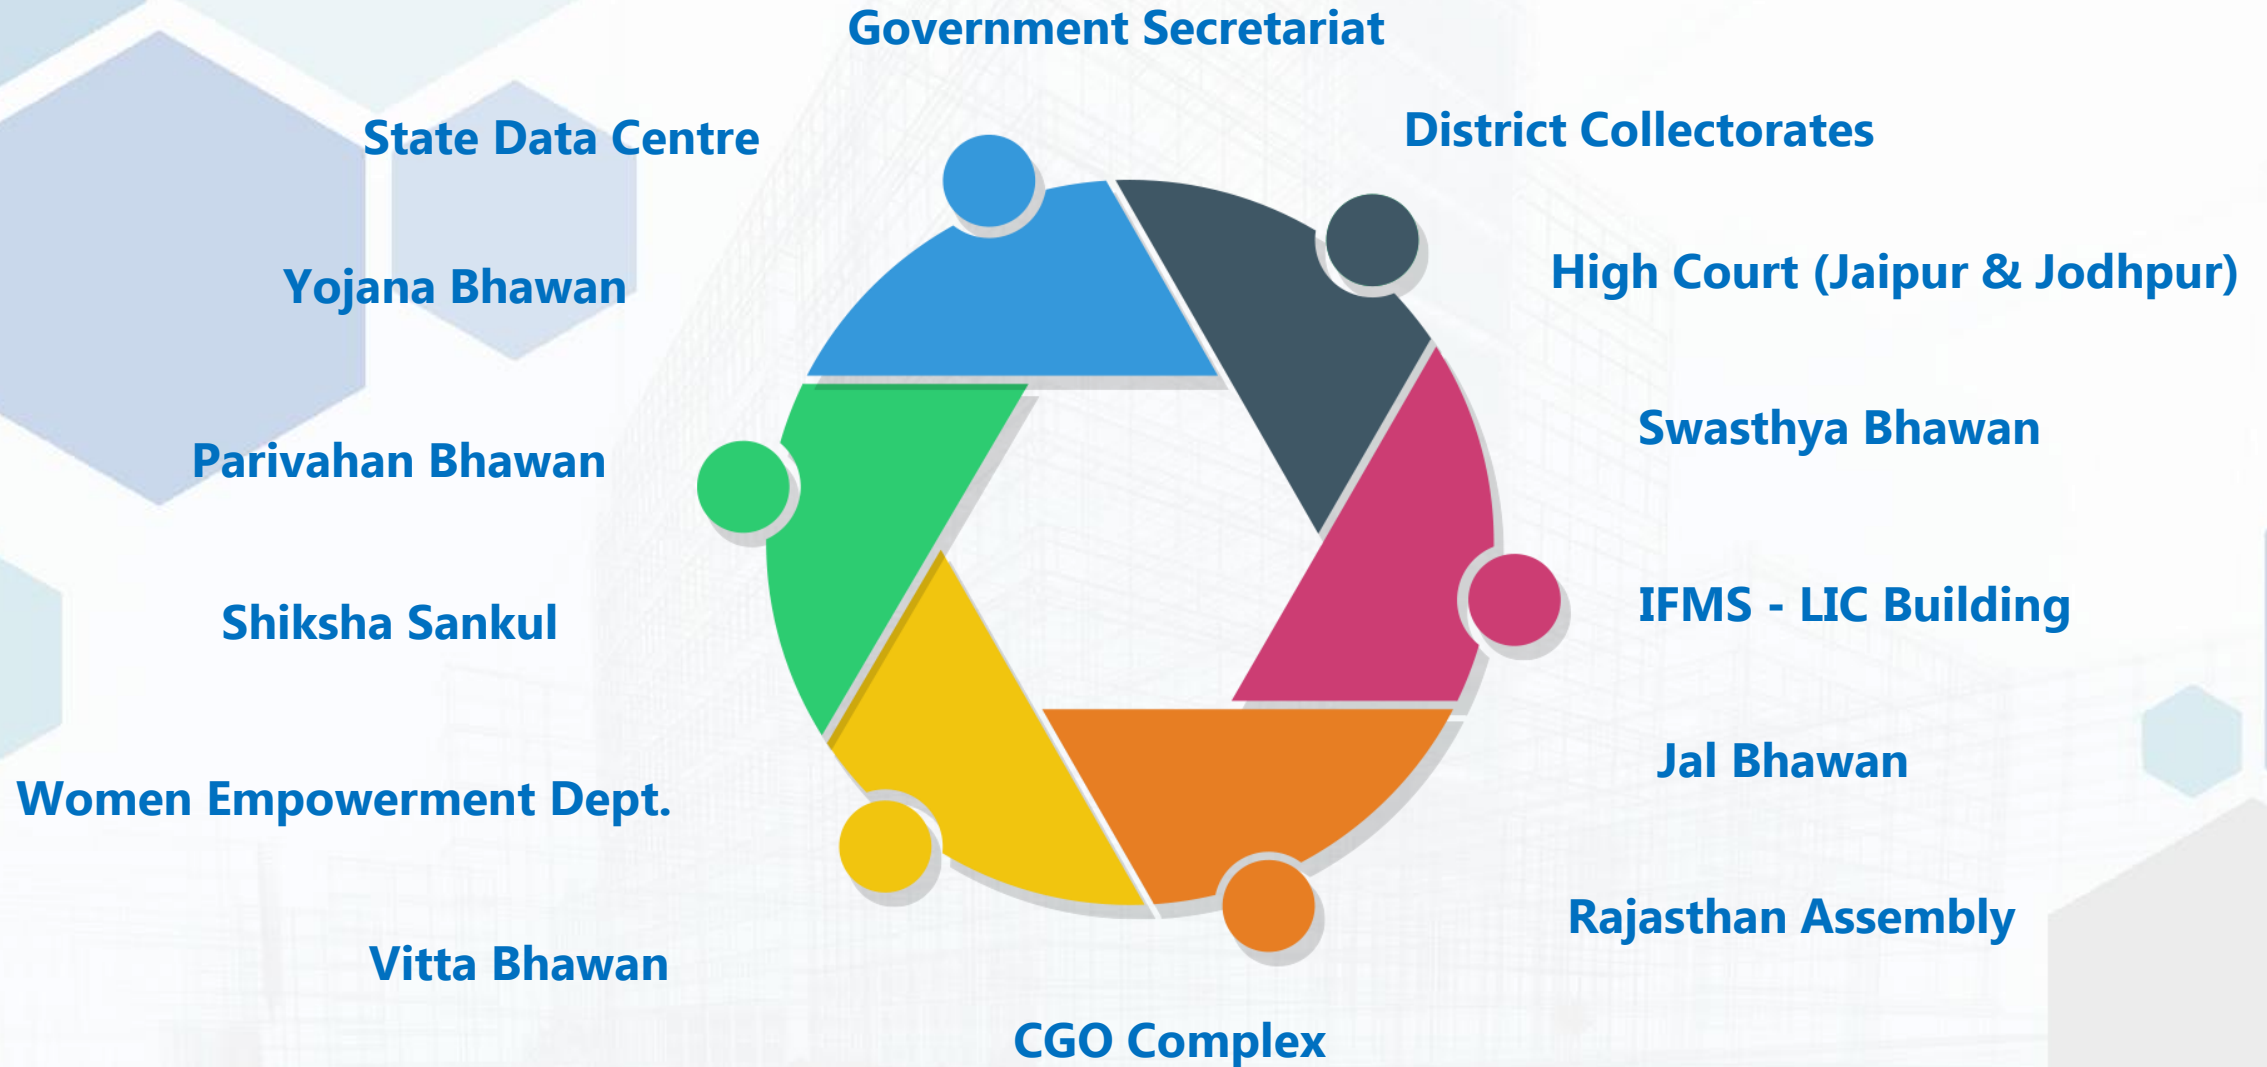 Government Secretariat
State Data Centre
District Collectorates
Yojana Bhawan
High Court (Jaipur & Jodhpur)
Parivahan Bhawan
Swasthya Bhawan
Shiksha Sankul
IFMS - LIC Building
Women Empowerment Dept.
Jal Bhawan
Vitta Bhawan
Rajasthan Assembly
CGO Complex